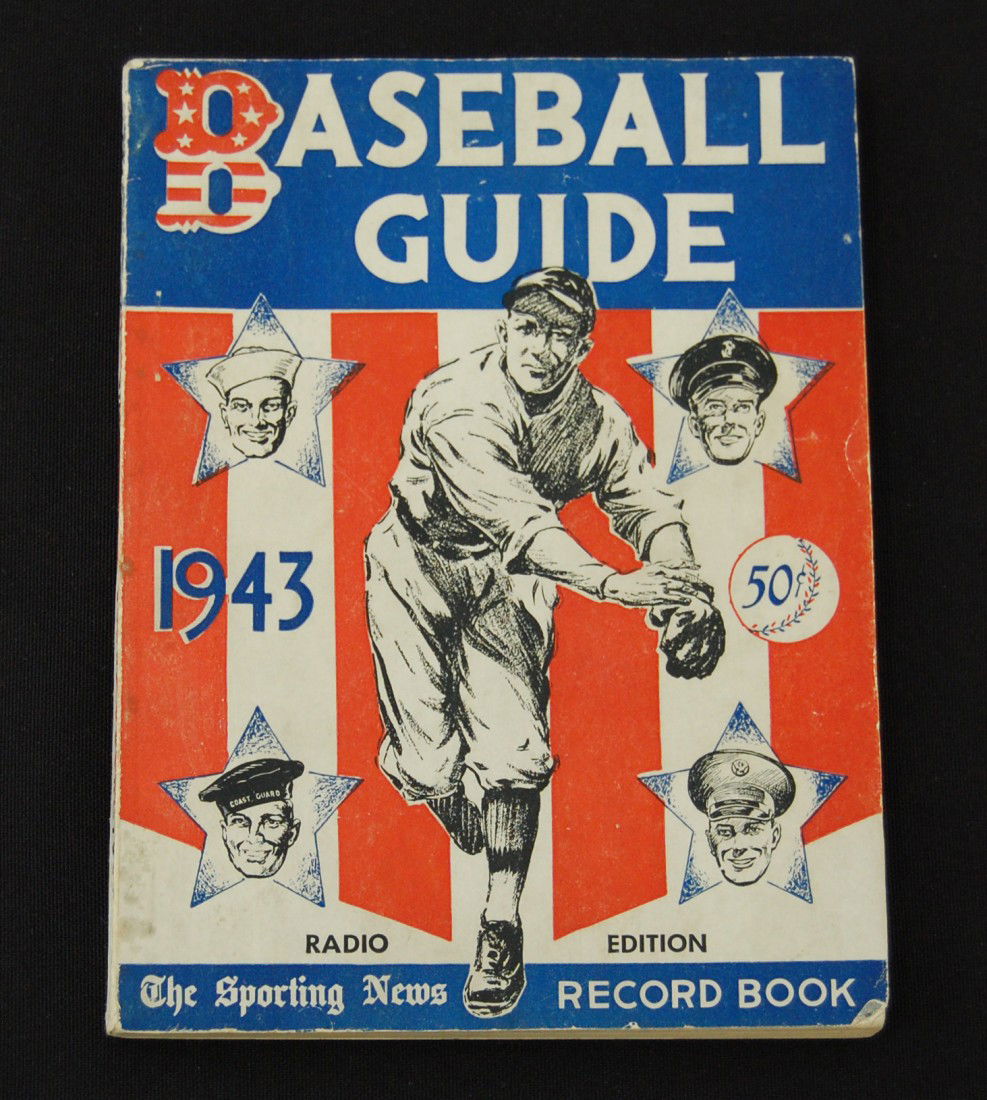 BASEBALL
GUIDE
1943
50¢
COAST GUARD
RADIO EDITION
The Sporting News RECORD BOOK